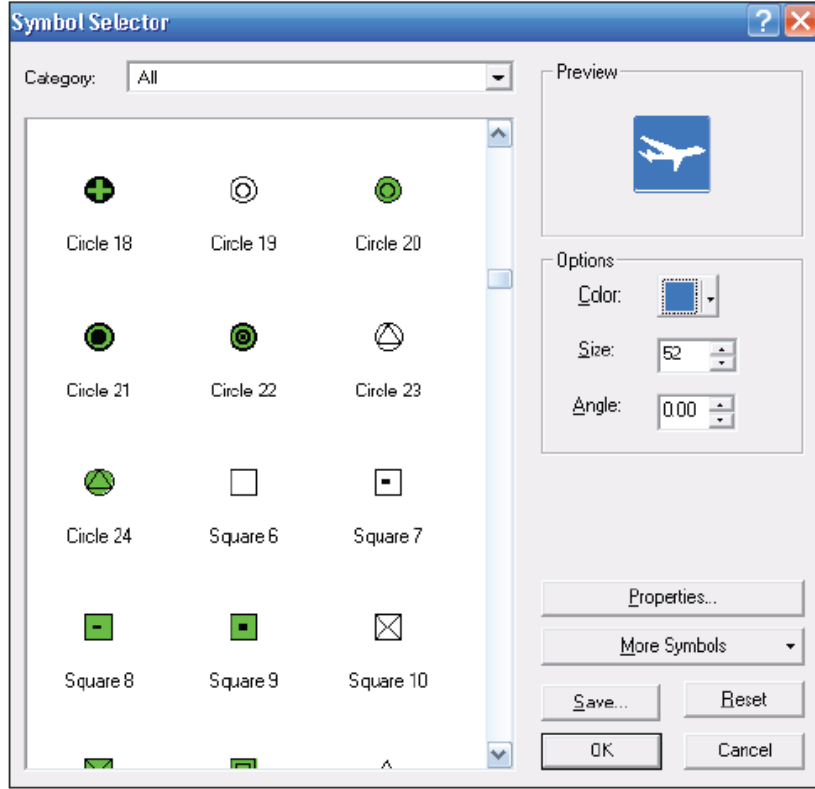 Symbol Selector
Category: All
Circle 18 Circle 19 Circle 20
Circle 21 Circle 22 Circle 23
Circle 24 Square 6 Square 7
Square 8 Square 9 Square 10
Preview
Options
Color:
Size: 52
Angle: 0.00
Properties...
More Symbols
Save... Reset
OK Cancel